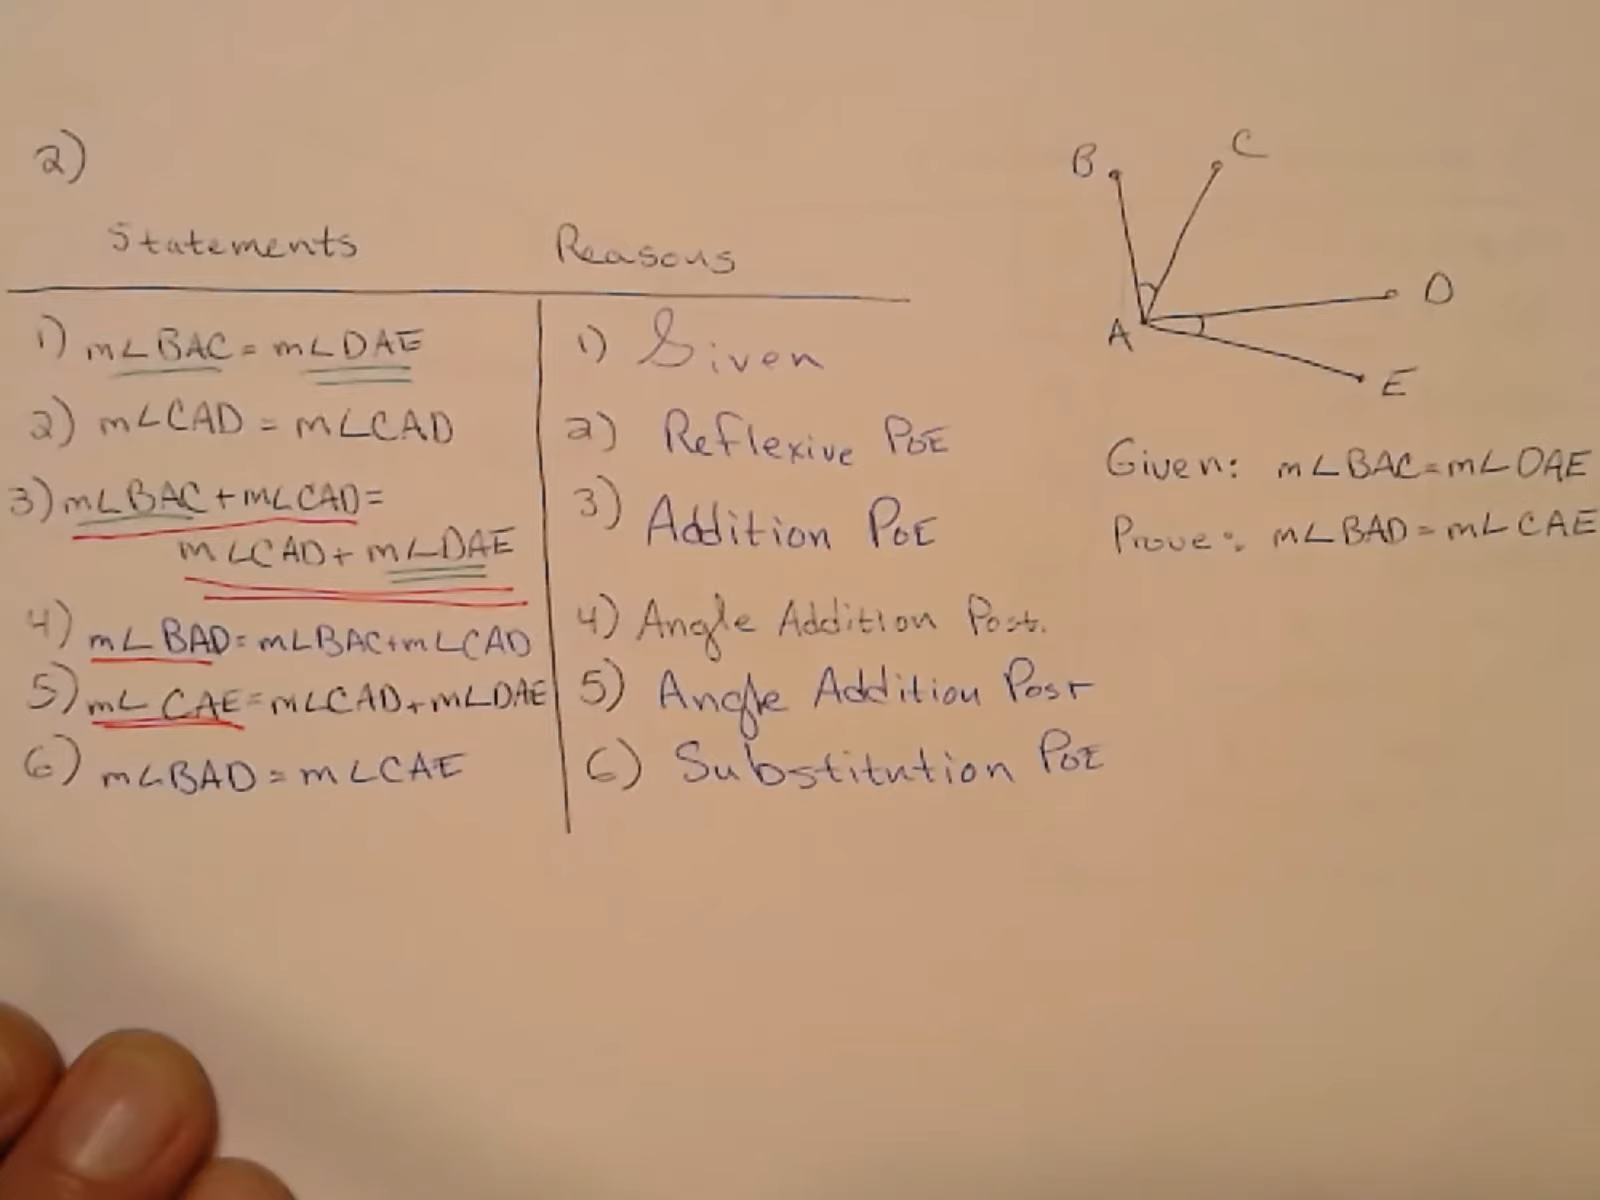 2)
Statements Reasons
1) m∠BAC = m∠DAE 1) Given
2) m∠CAD = m∠CAD 2) Reflexive PoE
3) m∠BAC + m∠CAD = 3) Addition PoE
m∠CAD + m∠DAE
4) m∠BAD = m∠BAC + m∠CAD 4) Angle Addition Post.
5) m∠CAE = m∠CAD + m∠DAE 5) Angle Addition Post
6) m∠BAD = m∠CAE 6) Substitution PoE
B C
D
A
E
Given: m∠BAC = m∠DAE
Prove: m∠BAD = m∠CAE